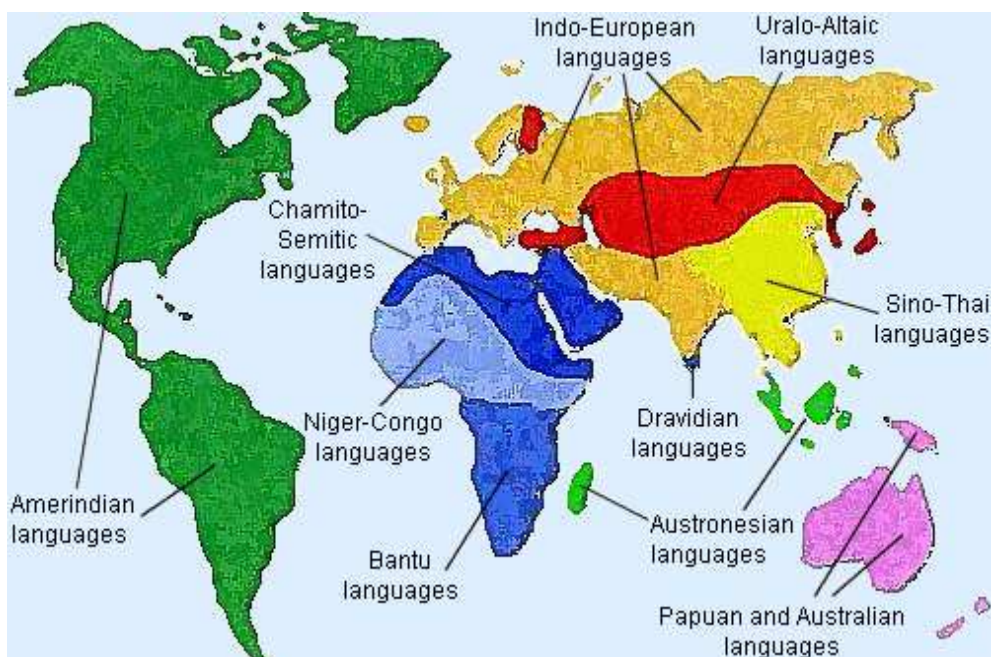 Indo-European
languages
Uralo-Altaic
languages
Chamito-
Semitic
languages
Sino-Thai
languages
Niger-Congo
languages
Dravidian
languages
Amerindian
languages
Bantu
languages
Austronesian
languages
Papuan and Australian
languages